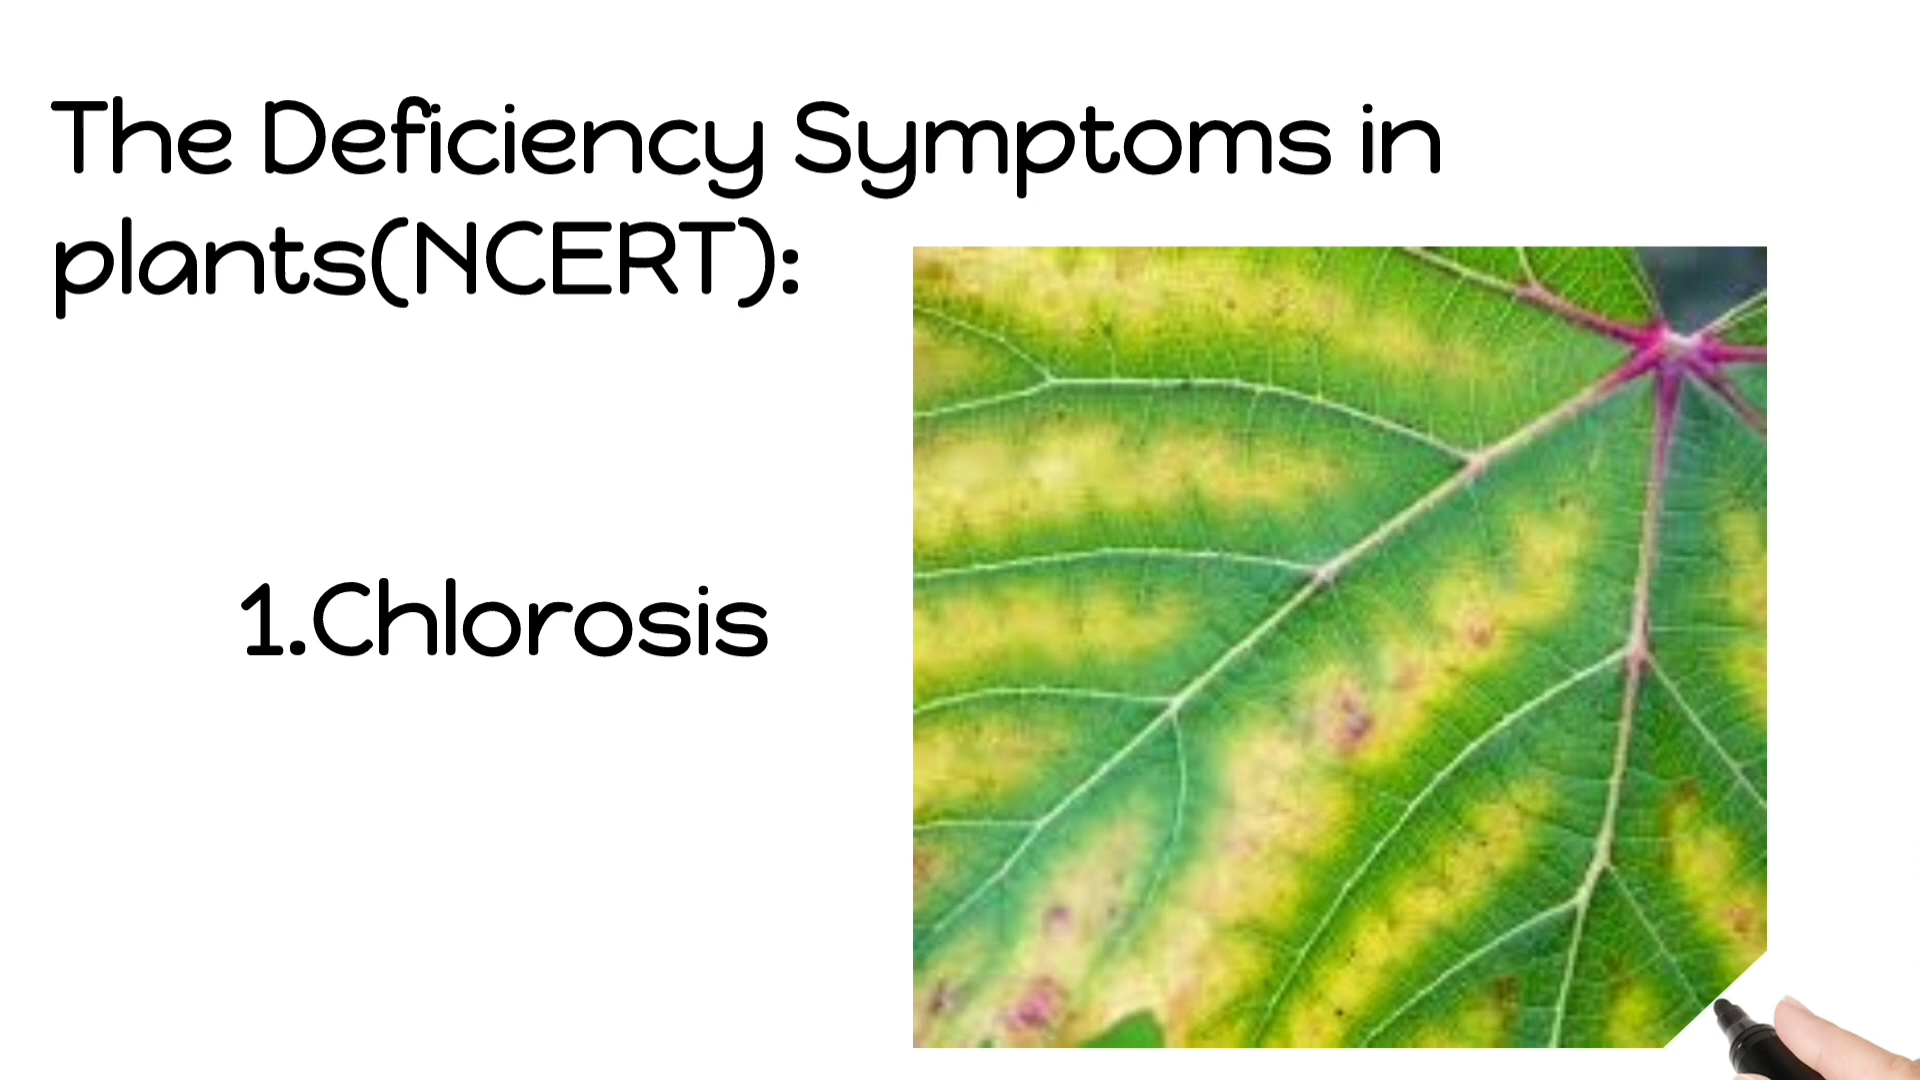 The Deficiency Symptoms in
plants(NCERT):
1.Chlorosis